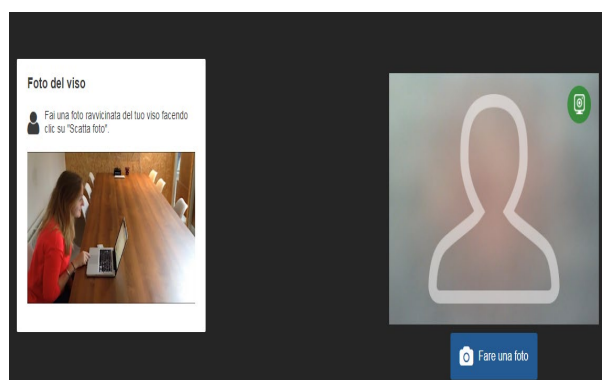 Foto del viso
Fai una foto ravvicinata del tuo viso facendo
clic su "Scatta foto".
Fare una foto